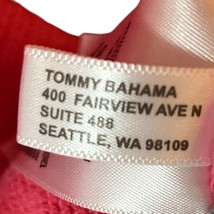 TOMMY BAHAMA
400 FAIRVIEW AVE N
SUITE 488
SEATTLE, WA 98109